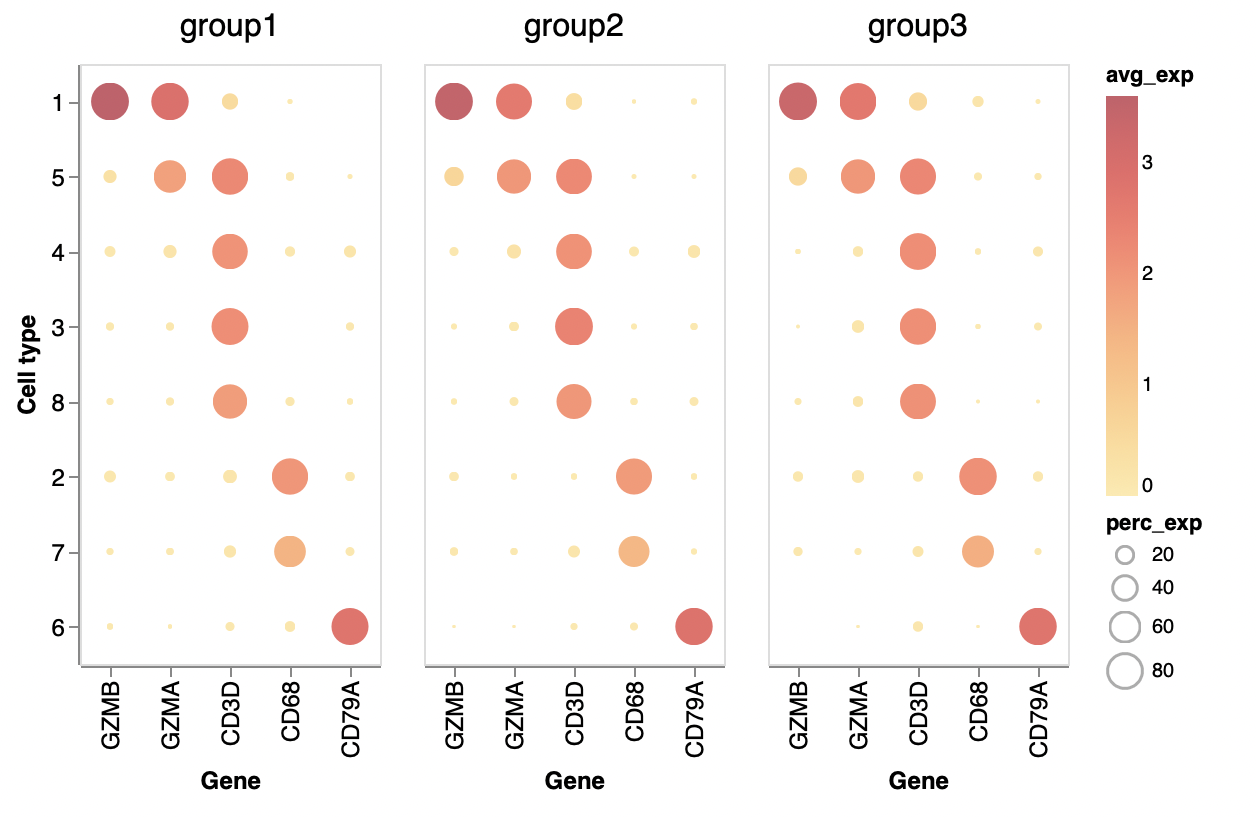 group1 group2 group3
avg_exp
3
2
1
0
perc_exp
20
40
60
80
Cell type
1
5
4
3
8
2
7
6
GZMB GZMA CD3D CD68 CD79A GZMB GZMA CD3D CD68 CD79A GZMB GZMA CD3D CD68 CD79A
Gene Gene Gene